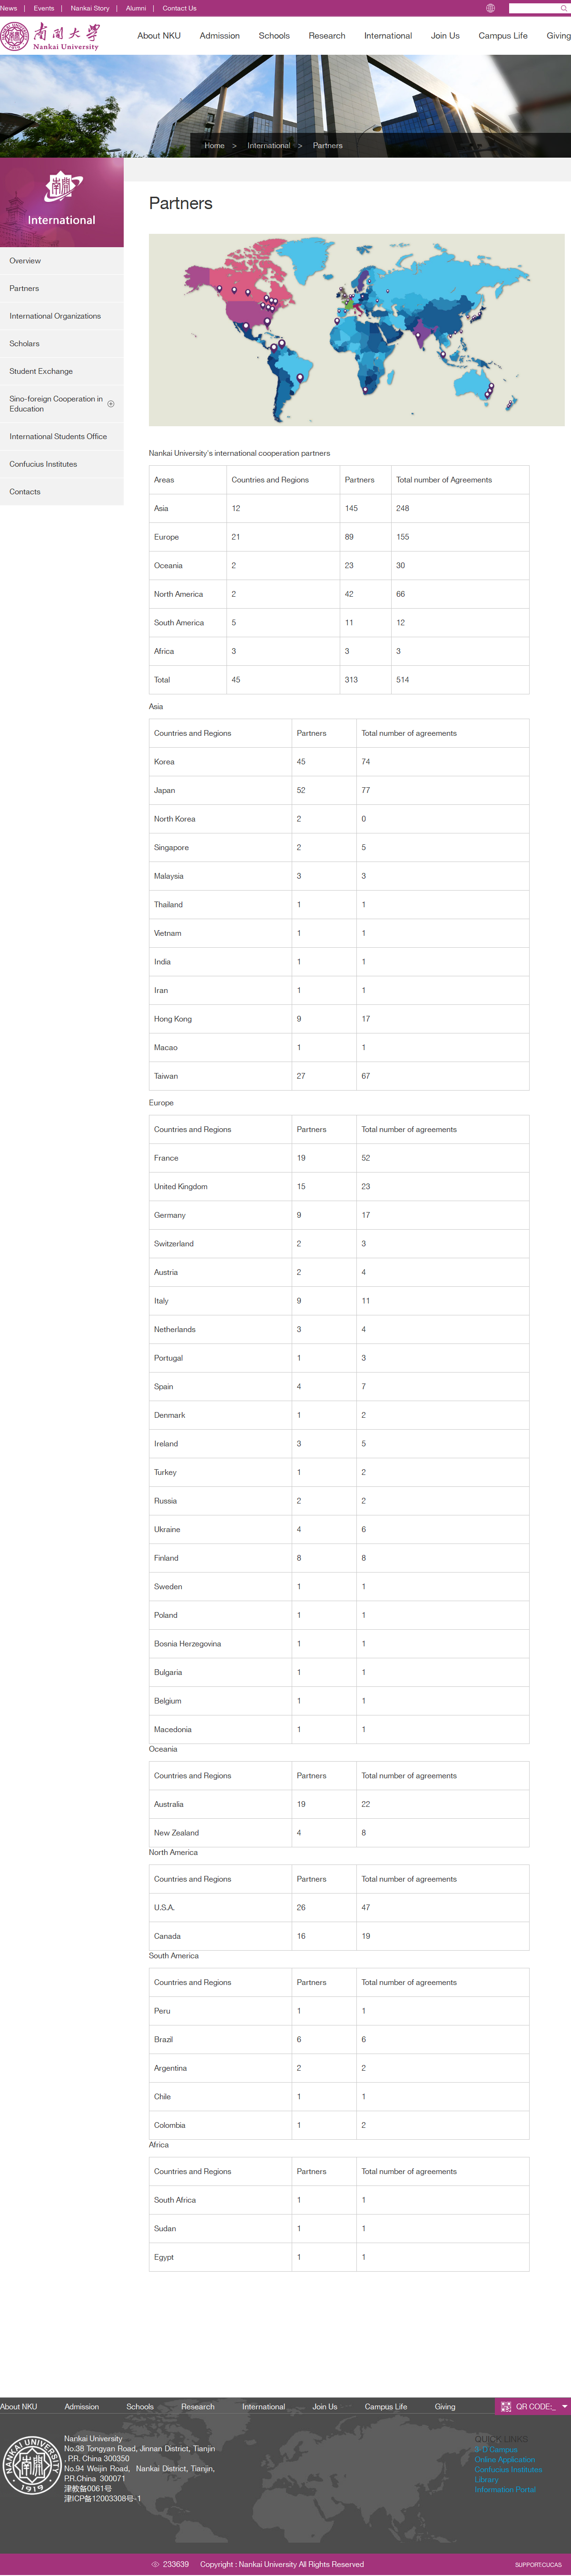 News | Events | Nankai Story | Alumni | Contact Us
南開大學
Nankai University
About NKU Admission Schools Research International Join Us Campus Life Giving
Home > International > Partners
International
Overview
Partners
International Organizations
Scholars
Student Exchange
Sino-foreign Cooperation in
Education
International Students Office
Confucius Institutes
Contacts
Partners
Nankai University's international cooperation partners
Areas Countries and Regions Partners Total number of Agreements
Asia 12 145 248
Europe 21 89 155
Oceania 2 23 30
North America 2 42 66
South America 5 11 12
Africa 3 3 3
Total 45 313 514
Asia
Countries and Regions Partners Total number of agreements
Korea 45 74
Japan 52 77
North Korea 2 0
Singapore 2 5
Malaysia 3 3
Thailand 1 1
Vietnam 1 1
India 1 1
Iran 1 1
Hong Kong 9 17
Macao 1 1
Taiwan 27 67
Europe
Countries and Regions Partners Total number of agreements
France 19 52
United Kingdom 15 23
Germany 9 17
Switzerland 2 3
Austria 2 4
Italy 9 11
Netherlands 3 4
Portugal 1 3
Spain 4 7
Denmark 1 2
Ireland 3 5
Turkey 1 2
Russia 2 2
Ukraine 4 6
Finland 8 8
Sweden 1 1
Poland 1 1
Bosnia Herzegovina 1 1
Bulgaria 1 1
Belgium 1 1
Macedonia 1 1
Oceania
Countries and Regions Partners Total number of agreements
Australia 19 22
New Zealand 4 8
North America
Countries and Regions Partners Total number of agreements
U.S.A. 26 47
Canada 16 19
South America
Countries and Regions Partners Total number of agreements
Peru 1 1
Brazil 6 6
Argentina 2 2
Chile 1 1
Colombia 1 2
Africa
Countries and Regions Partners Total number of agreements
South Africa 1 1
Sudan 1 1
Egypt 1 1
About NKU Admission Schools Research International Join Us Campus Life Giving QR CODE:_
NANKAI UNIVERSITY
1919
Nankai University
No.38 Tongyan Road, Jinnan District, Tianjin
, P.R. China 300350
No.94 Weijin Road, Nankai District, Tianjin,
P.R.China 300071
津教备0061号
津ICP备12003308号-1
QUICK LINKS
3-D Campus
Online Application
Confucius Institutes
Library
Information Portal
233639 Copyright : Nankai University All Rights Reserved SUPPORT:CUCAS